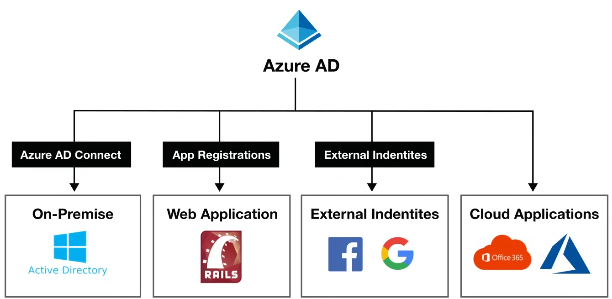 Azure AD
Azure AD Connect
App Registrations
External Indentites
On-Premise
Web Application
External Indentites
Cloud Applications
Active Directory
RAILS
Office 365